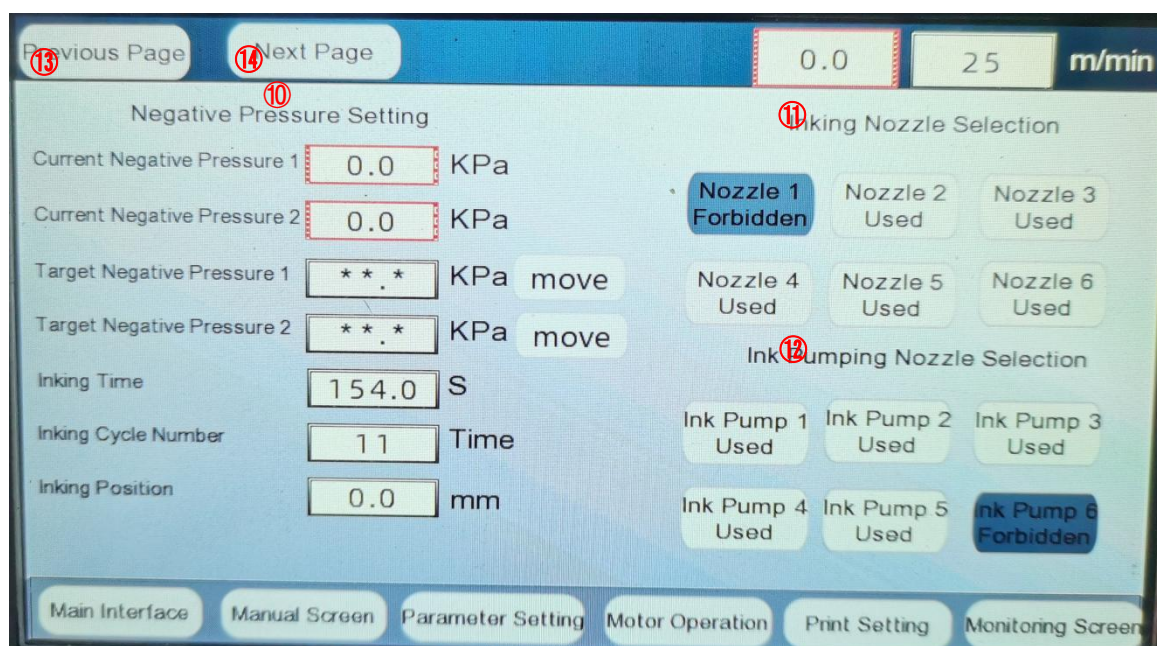 Previous Page ⑬
Next Page ⑭
0.0
25
m/min
⑩
Negative Pressure Setting
Current Negative Pressure 1 0.0 KPa
Current Negative Pressure 2 0.0 KPa
Target Negative Pressure 1 **.* KPa move
Target Negative Pressure 2 **.* KPa move
Inking Time 154.0 S
Inking Cycle Number 11 Time
Inking Position 0.0 mm
⑪
Inking Nozzle Selection
Nozzle 1
Forbidden
Nozzle 2
Used
Nozzle 3
Used
Nozzle 4
Used
Nozzle 5
Used
Nozzle 6
Used
⑫
Ink Pumping Nozzle Selection
Ink Pump 1
Used
Ink Pump 2
Used
Ink Pump 3
Used
Ink Pump 4
Used
Ink Pump 5
Used
Ink Pump 6
Forbidden
Main Interface
Manual Screen
Parameter Setting
Motor Operation
Print Setting
Monitoring Screen